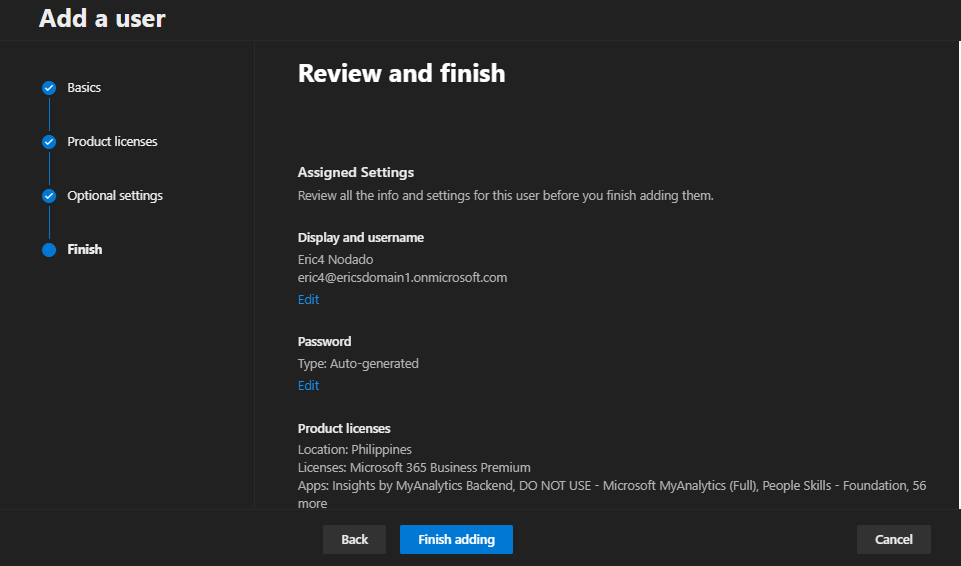 Add a user
Basics
Product licenses
Optional settings
Finish
Review and finish
Assigned Settings
Review all the info and settings for this user before you finish adding them.
Display and username
Eric4 Nodado
eric4@ericsdomain1.onmicrosoft.com
Edit
Password
Type: Auto-generated
Edit
Product licenses
Location: Philippines
Licenses: Microsoft 365 Business Premium
Apps: Insights by MyAnalytics Backend, DO NOT USE - Microsoft MyAnalytics (Full), People Skills - Foundation, 56
more
Back
Finish adding
Cancel